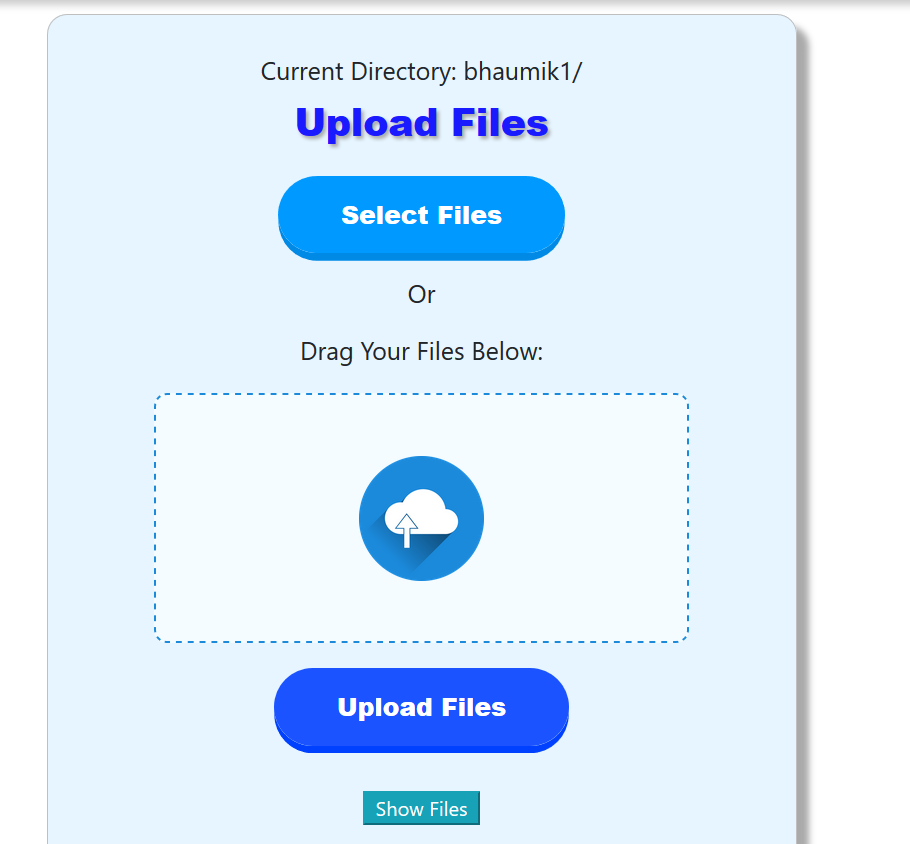 Current Directory: bhaumik1/
Upload Files
Select Files
Or
Drag Your Files Below:
Upload Files
Show Files